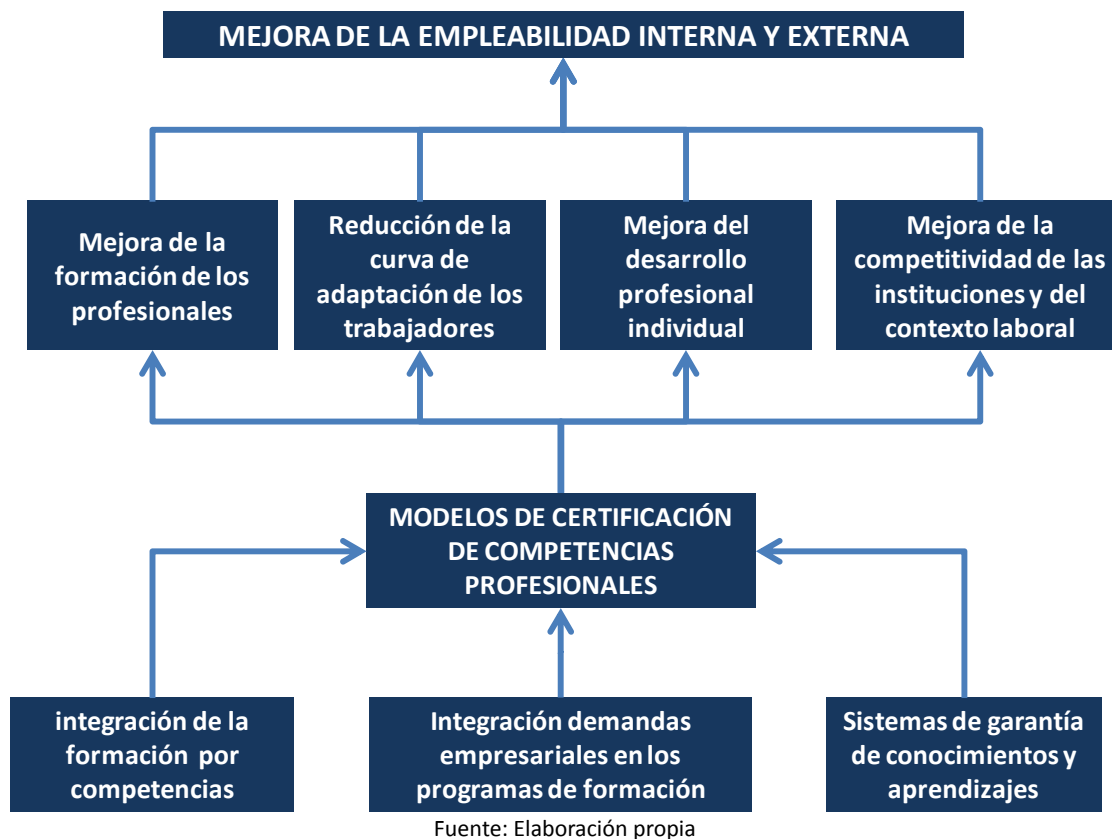 MEJORA DE LA EMPLEABILIDAD INTERNA Y EXTERNA
Mejora de la
formación de los
profesionales
Reducción de la
curva de
adaptación de los
trabajadores
Mejora del
desarrollo
profesional
individual
Mejora de la
competitividad de las
instituciones y del
contexto laboral
MODELOS DE CERTIFICACIÓN
DE COMPETENCIAS
PROFESIONALES
integración de la
formación por
competencias
Integración demandas
empresariales en los
programas de formación
Sistemas de garantía
de conocimientos y
aprendizajes
Fuente: Elaboración propia